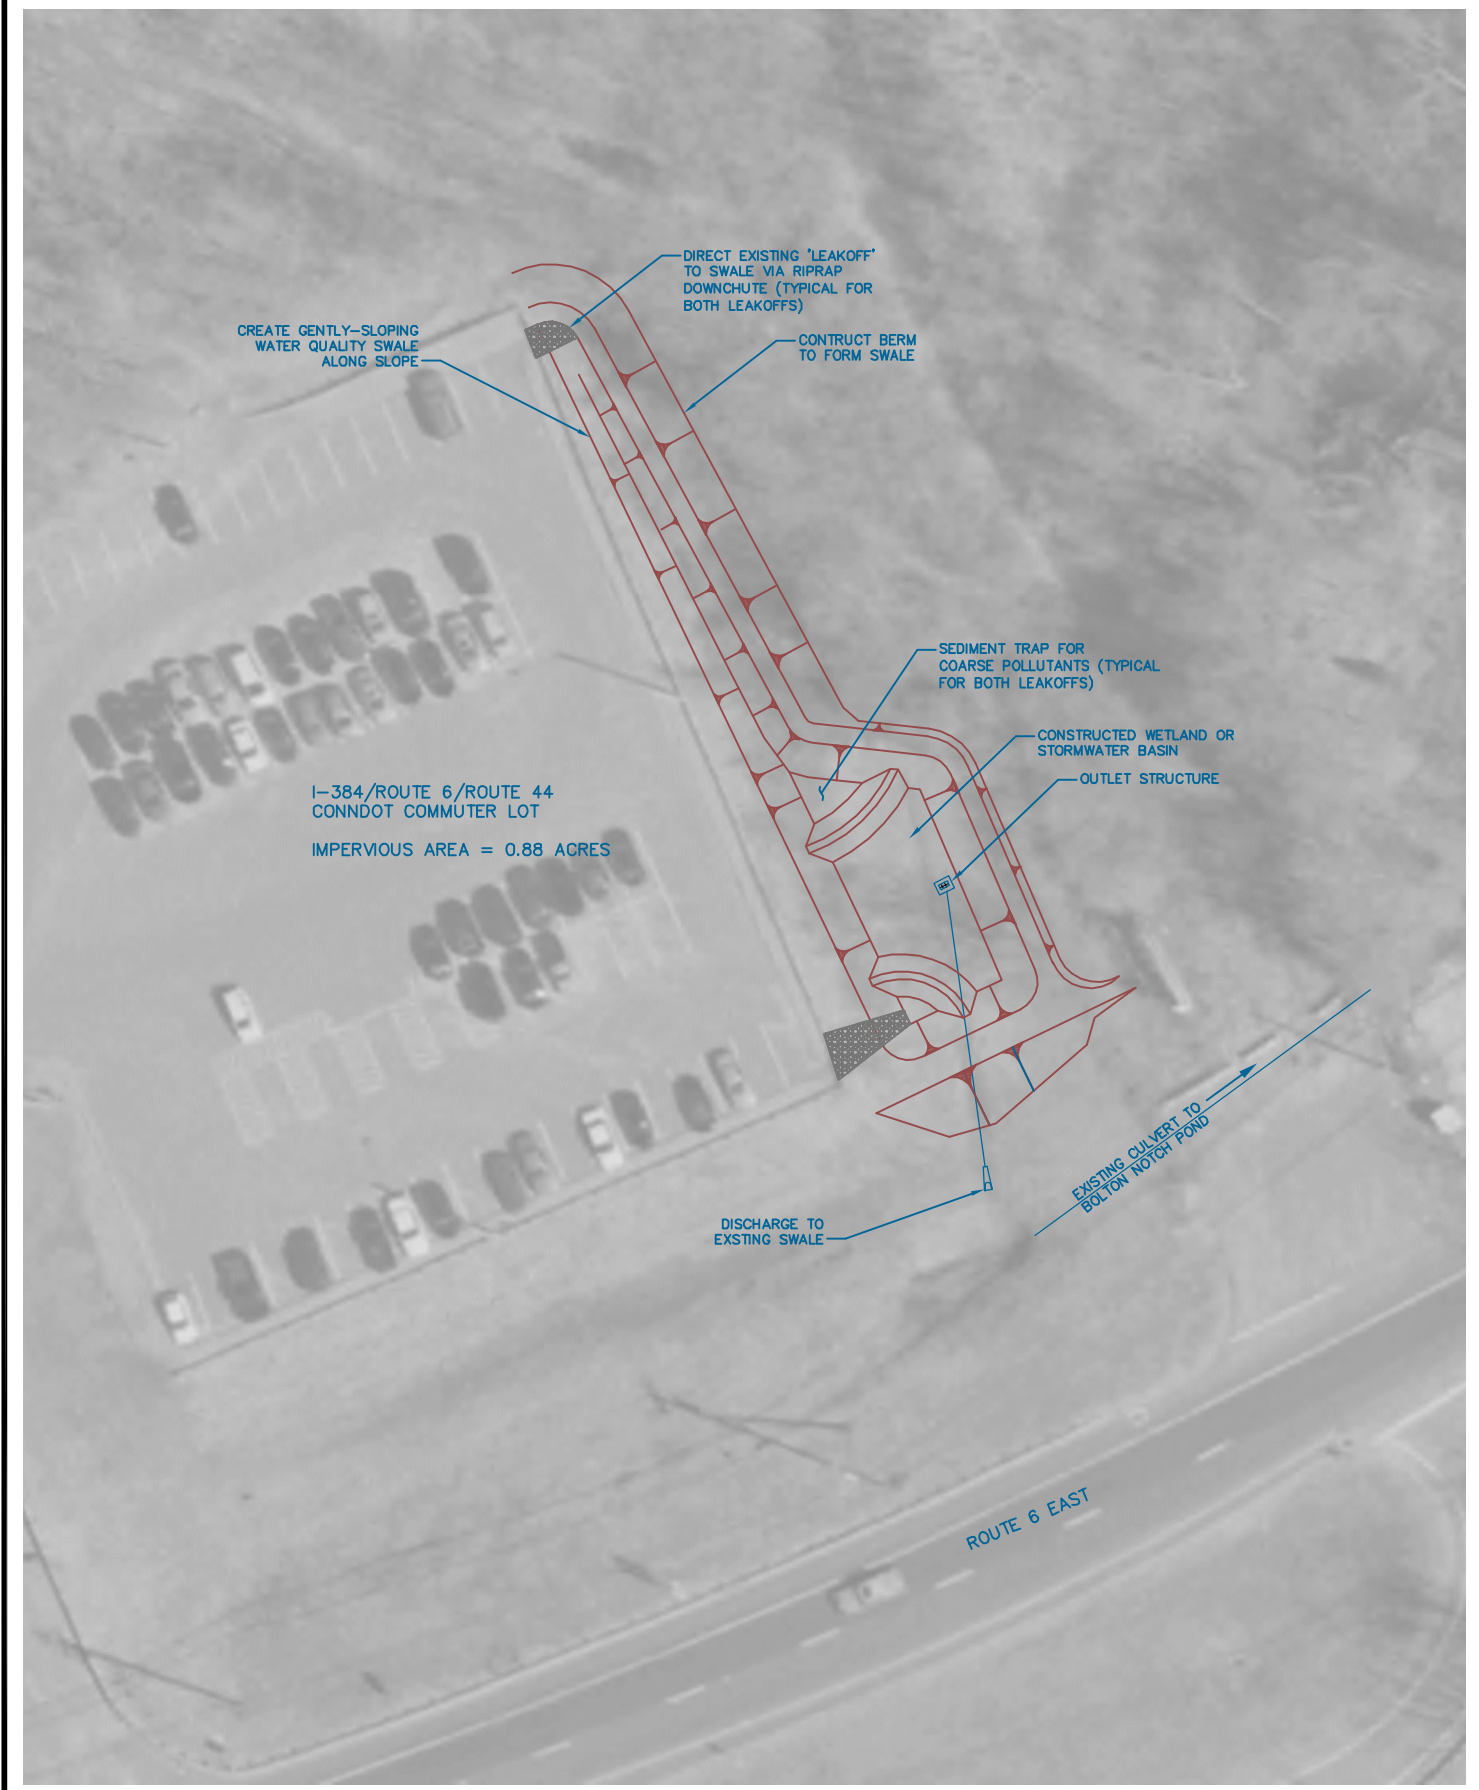 DIRECT EXISTING "LEAKOFF"
TO SWALE VIA RIPRAP
DOWNCHUTE (TYPICAL FOR
BOTH LEAKOFFS)
CREATE GENTLY-SLOPING
WATER QUALITY SWALE
ALONG SLOPE
CONTRUCT BERM
TO FORM SWALE
SEDIMENT TRAP FOR
COARSE POLLUTANTS (TYPICAL
FOR BOTH LEAKOFFS)
CONSTRUCTED WETLAND OR
STORMWATER BASIN
OUTLET STRUCTURE
I-384/ROUTE 6/ROUTE 44
CONNDOT COMMUTER LOT
IMPERVIOUS AREA = 0.88 ACRES
EXISTING CULVERT TO
BOLTON NOTCH POND
DISCHARGE TO
EXSTING SWALE
ROUTE 6 EAST